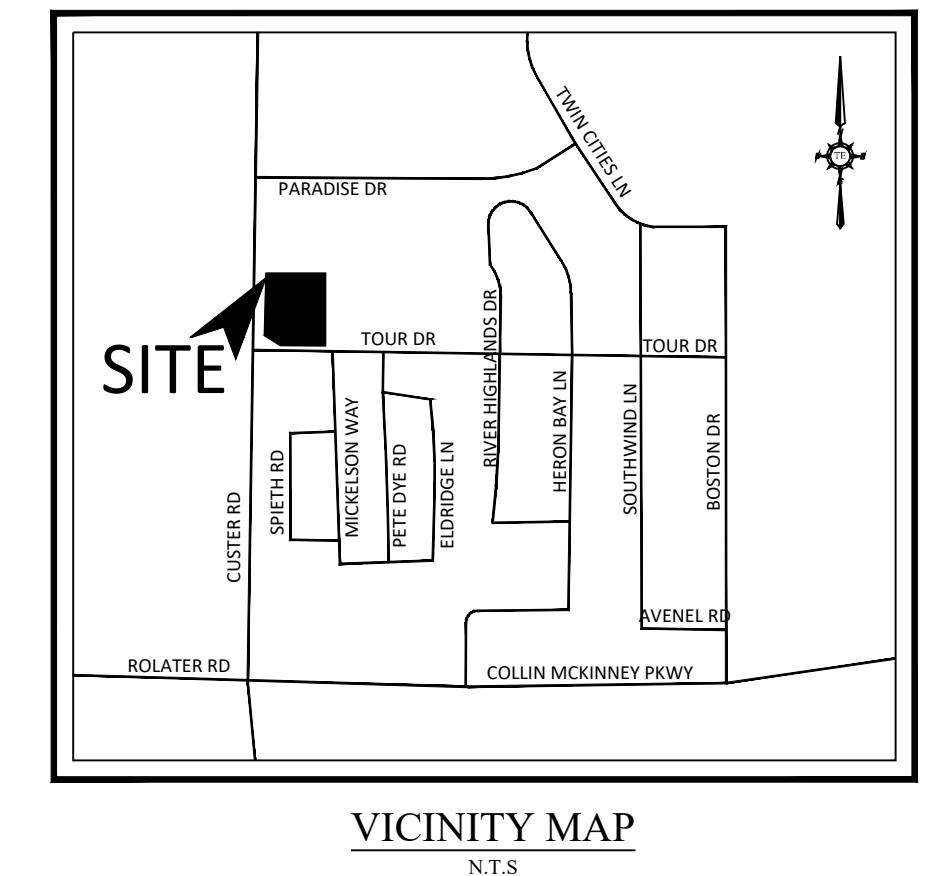 TWIN CITIES LN
TE
PARADISE DR
SITE
TOUR DR
TOUR DR
RIVER HIGHLANDS DR
HERON BAY LN
SOUTHWIND LN
BOSTON DR
MICKELSON WAY
SPIETH RD
PETE DYE RD
ELDRIDGE LN
CUSTER RD
AVENEL RD
ROLATER RD
COLLIN MCKINNEY PKWY
VICINITY MAP
N.T.S